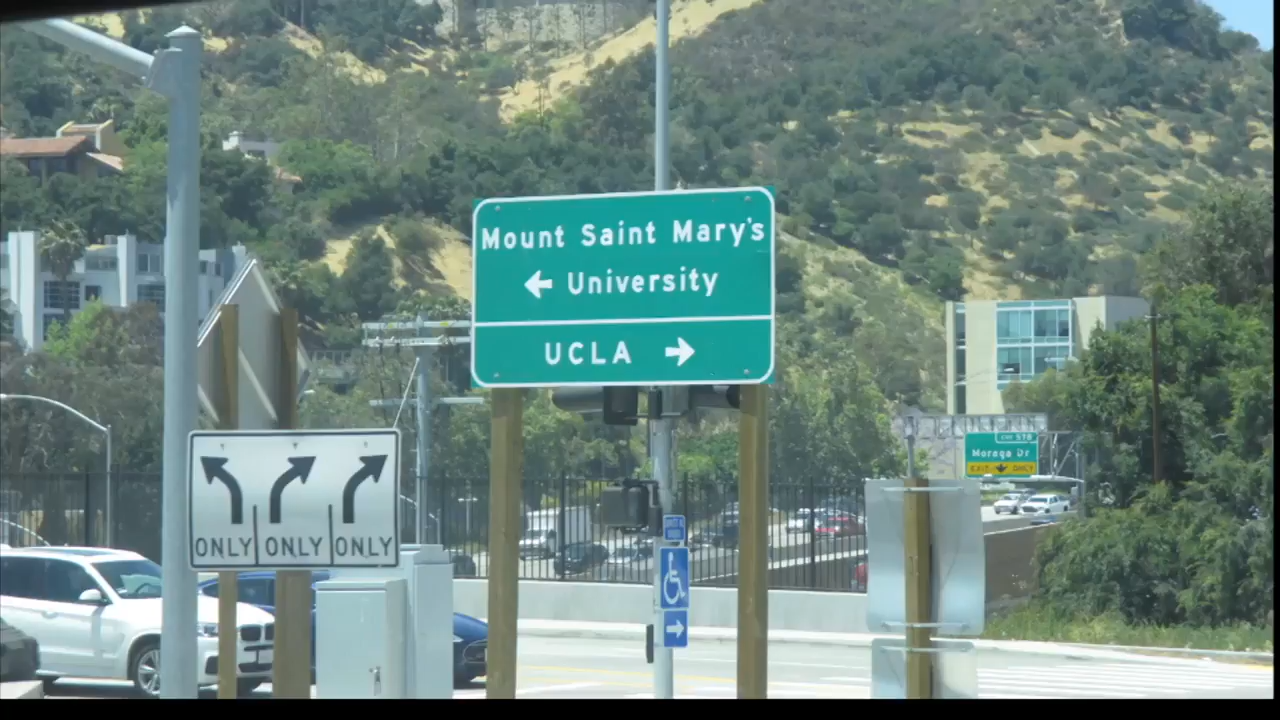 Mount Saint Mary's
← University
UCLA →
ONLY ONLY ONLY
EXIT 57B
Moraga Dr
EXIT ONLY